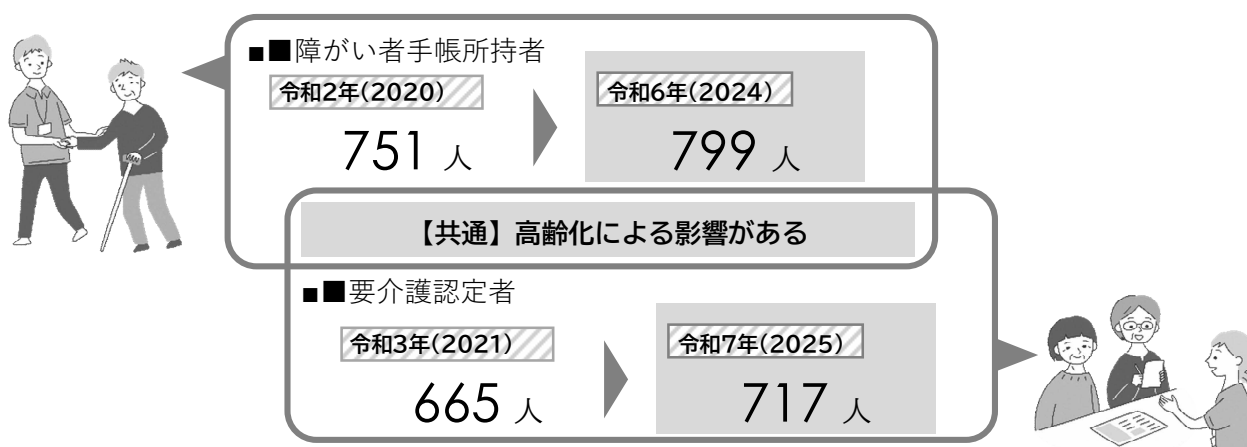 ■■障がい者手帳所持者
令和2年(2020)
令和6年(2024)
751 人
799 人
【共通】高齢化による影響がある
■■要介護認定者
令和3年(2021)
令和7年(2025)
665 人
717 人